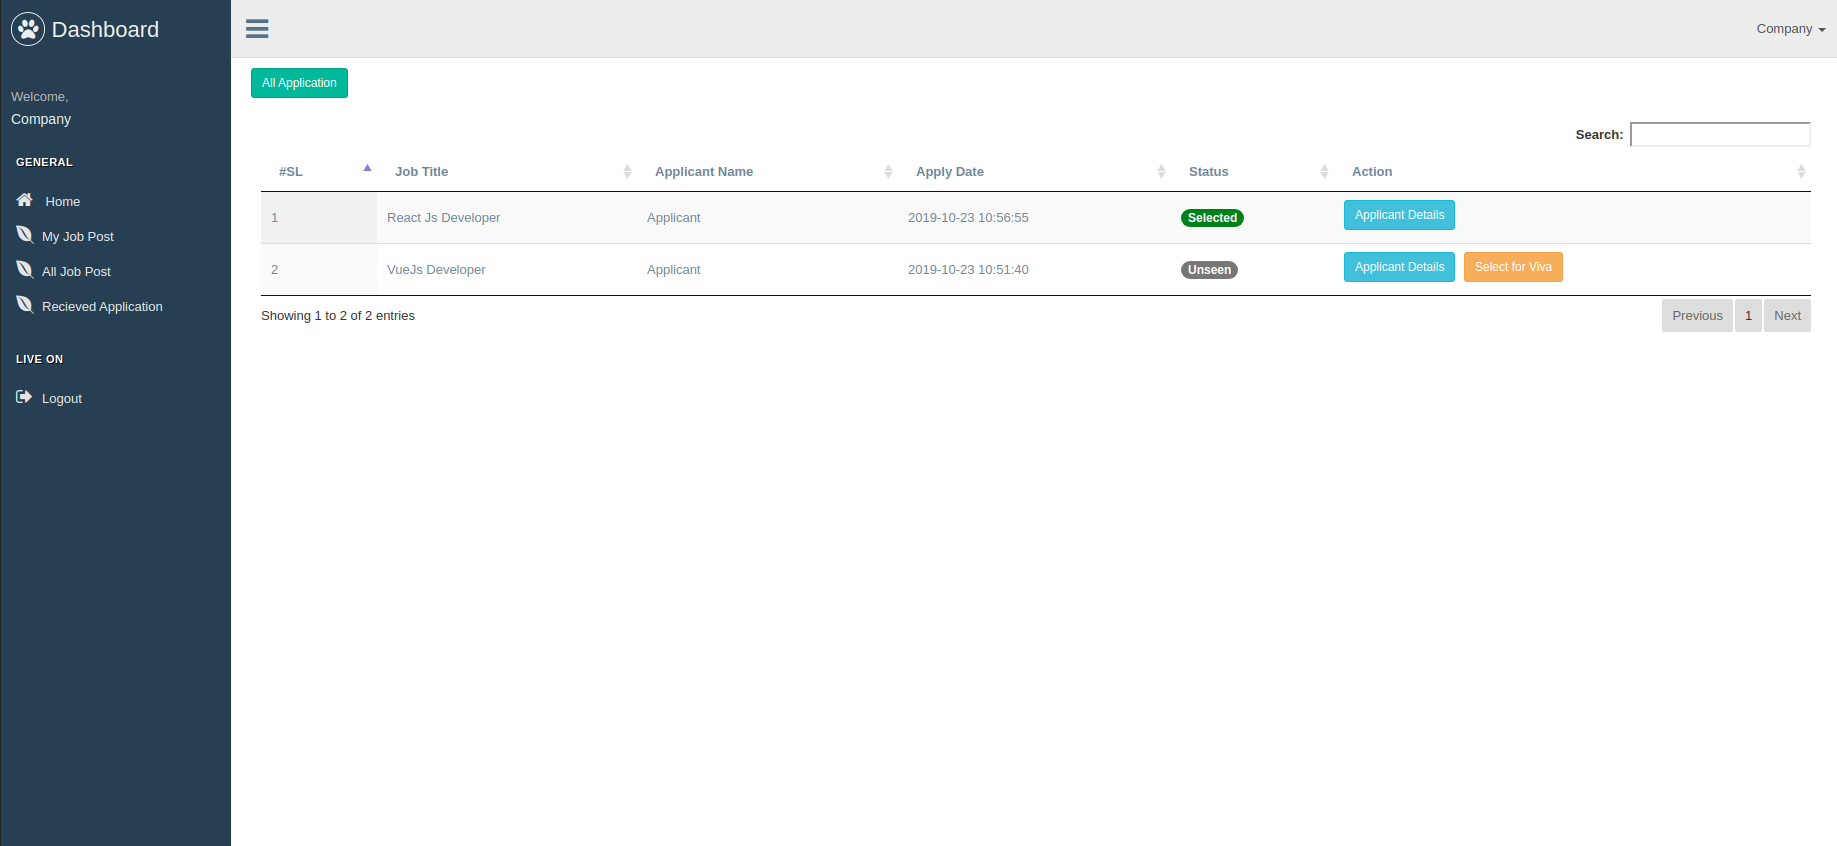 Dashboard
Company
All Application
Welcome,
Company
Search:
GENERAL
#SL Job Title Applicant Name Apply Date Status Action
Home
1 React Js Developer Applicant 2019-10-23 10:56:55 Selected Applicant Details
My Job Post
All Job Post
2 VueJs Developer Applicant 2019-10-23 10:51:40 Unseen Applicant Details Select for Viva
Recieved Application
Showing 1 to 2 of 2 entries Previous 1 Next
LIVE ON
Logout